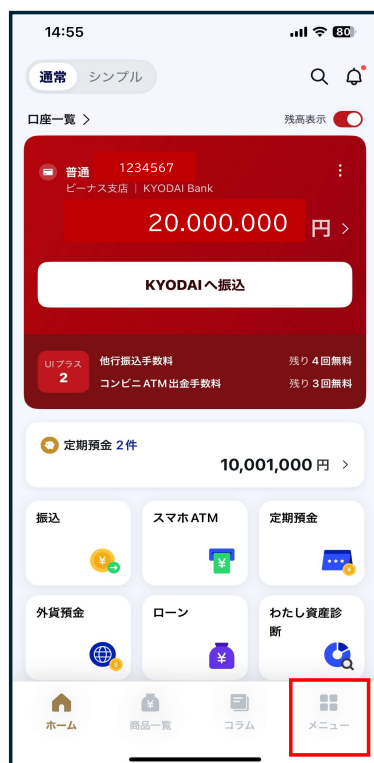 14:55
80
通常 シンプル
口座一覧 >
残高表示
普通 1234567
ビーナス支店 | KYODAI Bank
20.000.000 円 >
KYODAIへ振込
UIプラス
2
他行振込手数料 残り4回無料
コンビニATM出金手数料 残り3回無料
定期預金 2件
10,001,000 円 >
振込 スマホATM 定期預金
外貨預金 ローン わたし資産診
断
ホーム 商品一覧 コラム メニュー